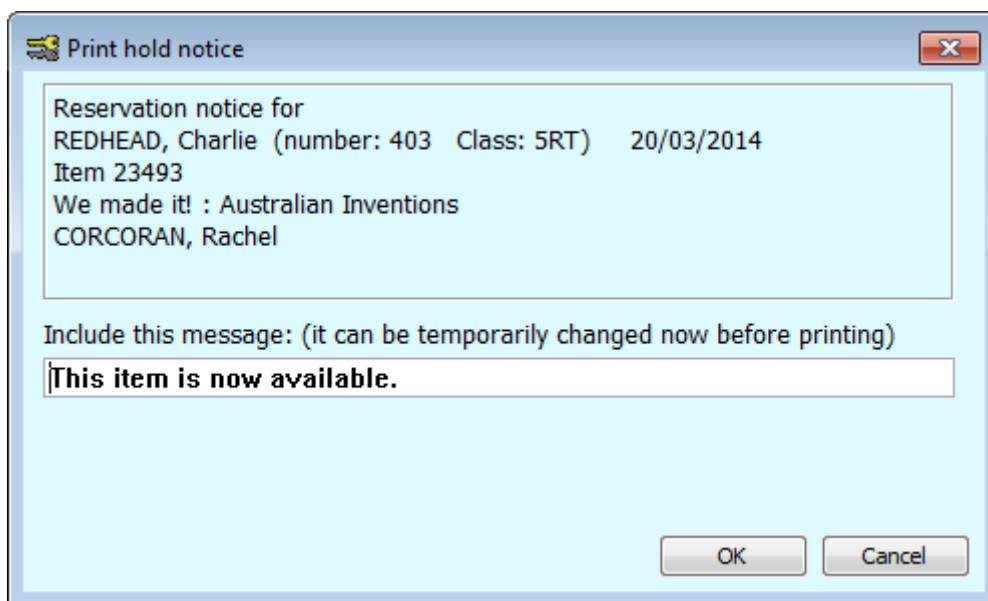 Print hold notice
Reservation notice for
REDHEAD, Charlie (number: 403 Class: 5RT) 20/03/2014
Item 23493
We made it! : Australian Inventions
CORCORAN, Rachel
Include this message: (it can be temporarily changed now before printing)
This item is now available.
OK Cancel